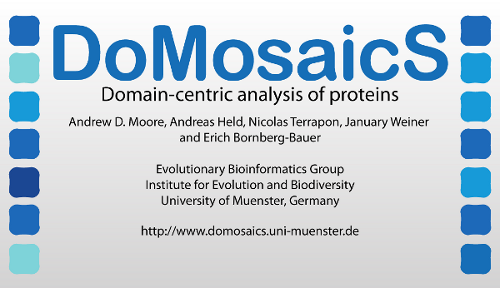 DoMosaicS
Domain-centric analysis of proteins
Andrew D. Moore, Andreas Held, Nicolas Terrapon, January Weiner
and Erich Bornberg-Bauer
Evolutionary Bioinformatics Group
Institute for Evolution and Biodiversity
University of Muenster, Germany
http://www.domosaics.uni-muenster.de